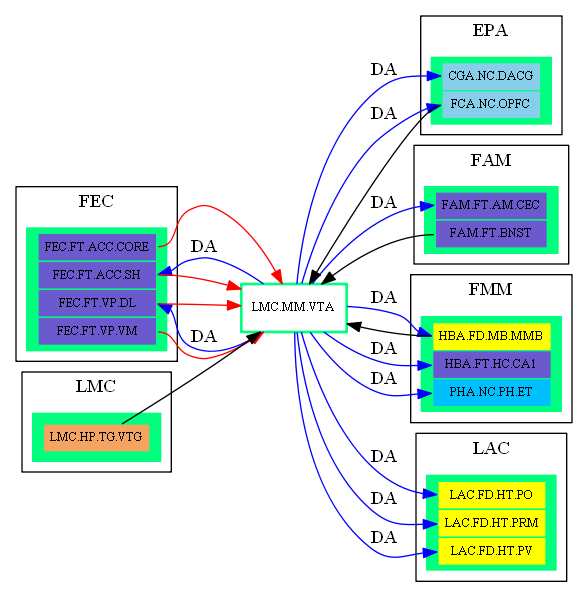 FEC
FEC.FT.ACC.CORE
FEC.FT.ACC.SH
FEC.FT.VP.DL
FEC.FT.VP.VM
LMC
LMC.HP.TG.VTG
DA
DA
LMC.MM.VTA
DA
DA
DA
DA
DA
DA
DA
DA
DA
EPA
CGA.NC.DACG
FCA.NC.OPFC
FAM
FAM.FT.AM.CEC
FAM.FT.BNST
FMM
HBA.FD.MB.MMB
HBA.FT.HC.CA1
PHA.NC.PH.ET
LAC
LAC.FD.HT.PO
LAC.FD.HT.PRM
LAC.FD.HT.PV